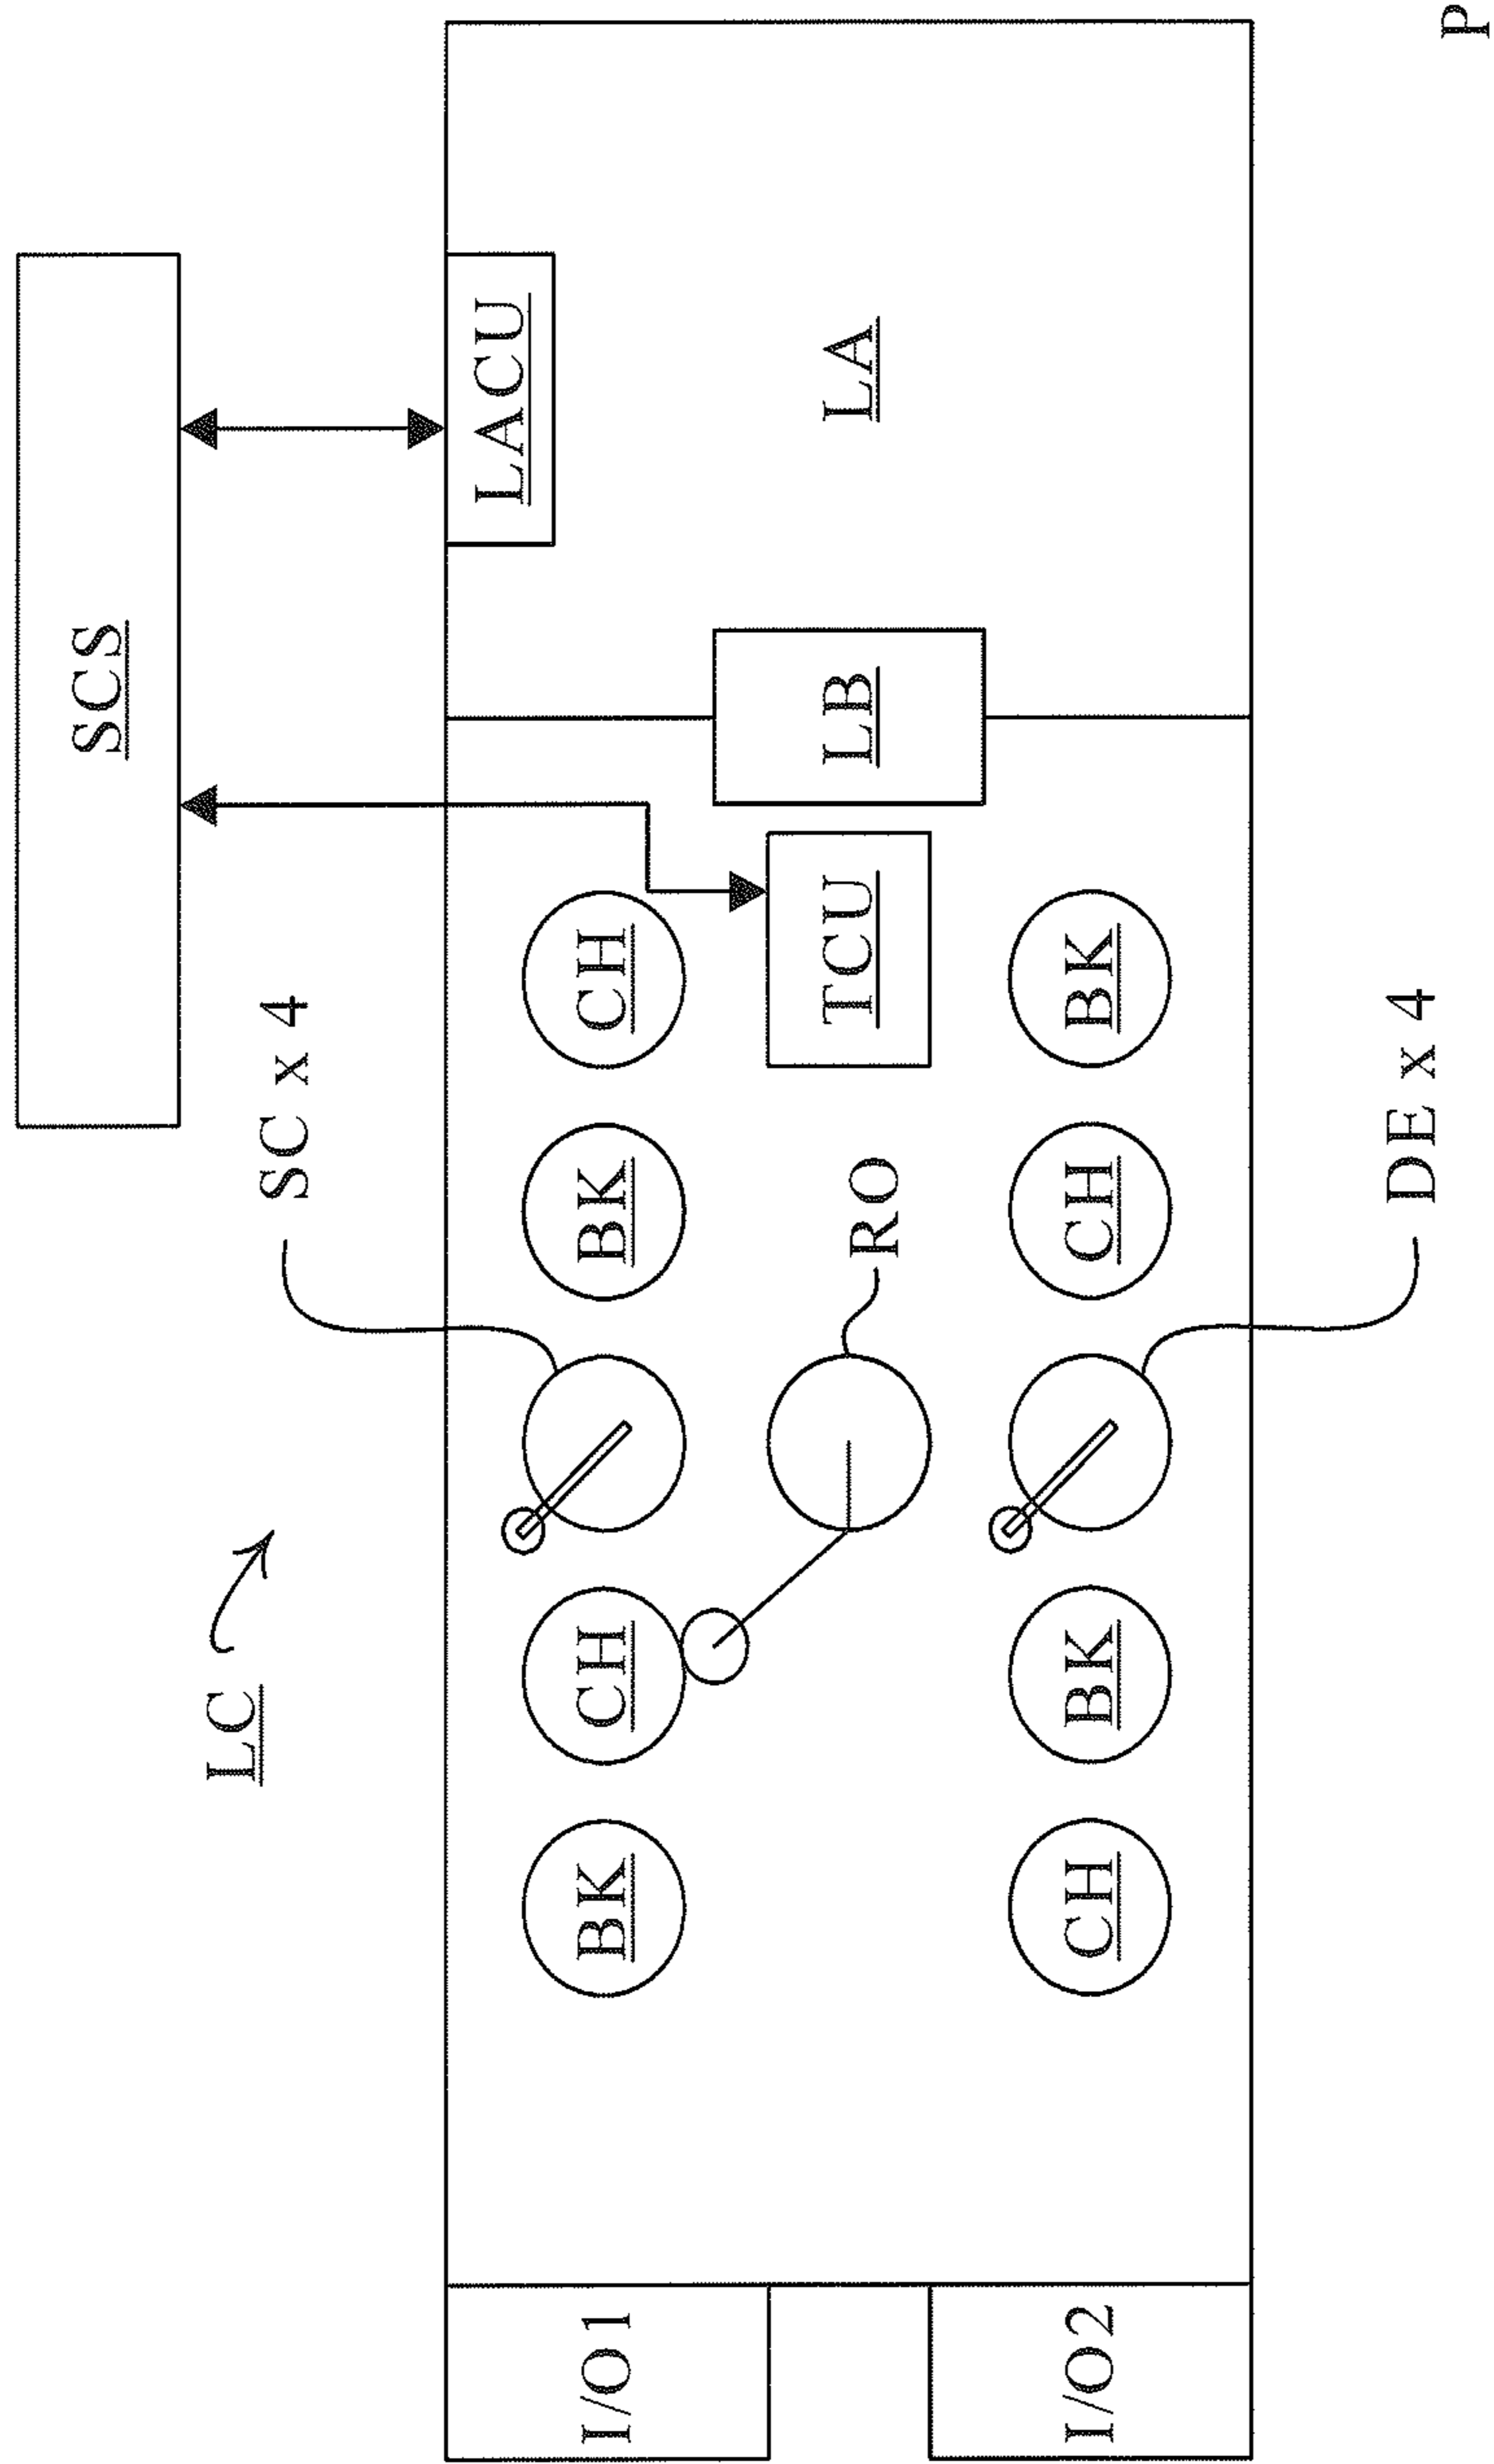 SCS
LC
SC x 4
LACU
BK
CH
BK
CH
I/O1
RO
TCU
LB
LA
I/O2
CH
BK
CH
BK
DE x 4
P